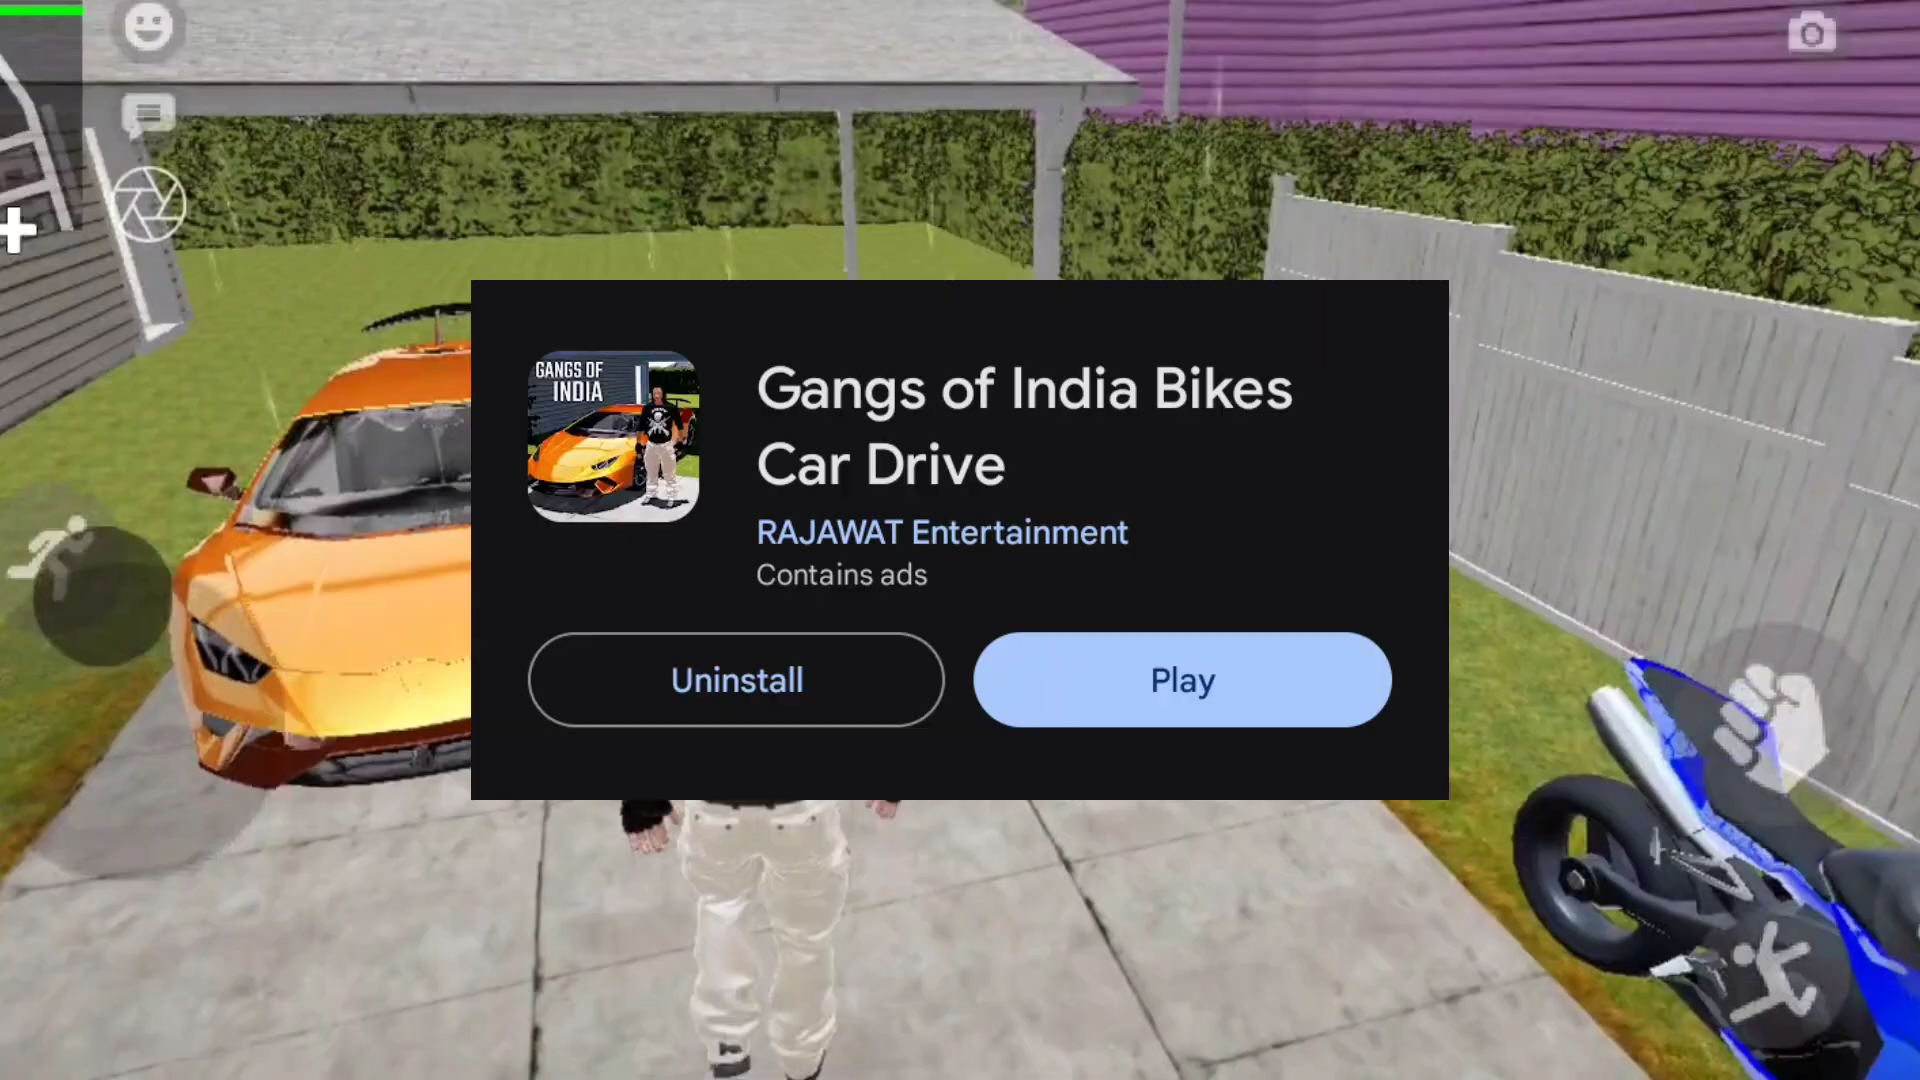 GANGS OF
INDIA
Gangs of India Bikes
Car Drive
RAJAWAT Entertainment
Contains ads
Uninstall
Play